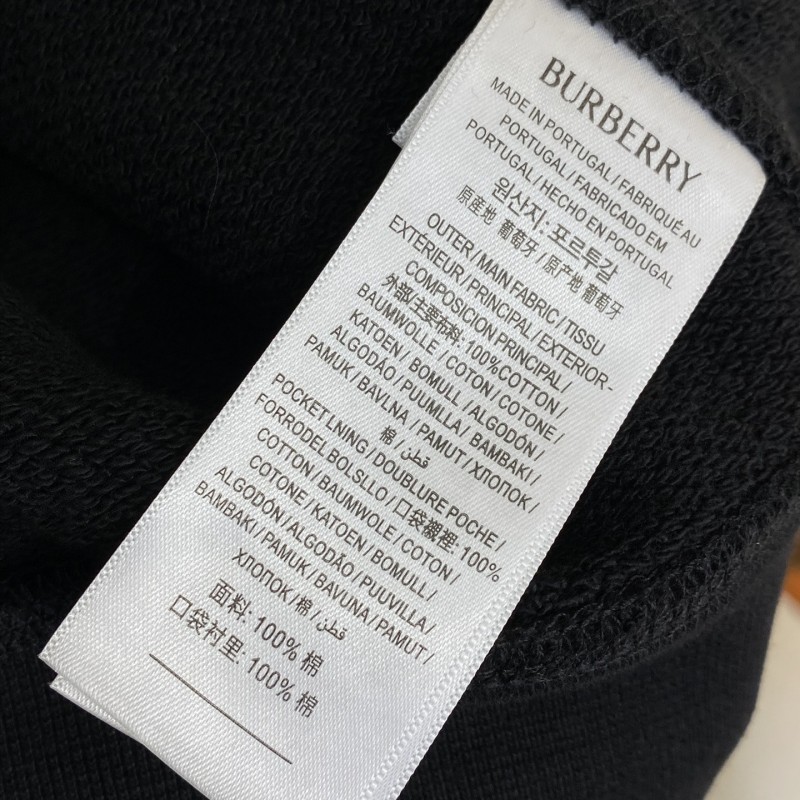 BURBERRY
MADE IN PORTUGAL / FABRIQUÉ AU
PORTUGAL / FABRICADO EM
PORTUGAL / HECHO EN PORTUGAL
원산지: 포르투갈
原産地 葡萄牙 / 原产地 葡萄牙
OUTER / MAIN FABRIC / TISSU
EXTÉRIEUR / PRINCIPAL / EXTERIOR-
COMPOSICION PRINCIPAL /
外部/主要布料: 100% COTTON /
BAUMWOLLE / COTON / COTONE /
KATOEN / BOMULL / ALGODÓN /
ALGODÃO / PUUMLLA / BAMBAKI /
PAMUK / BAVLNA / PAMUT / ХЛОПОК /
棉 / قطن /
POCKET LNING / DOUBLURE POCHE /
FORRODEL BOLSLLO / 口袋襯裡: 100%
COTTON / BAUMWOLE / COTON /
COTONE / KATOEN / BOMULL /
ALGODÓN / ALGODÃO / PUUVILLA /
BAMBAKI / PAMUK / BAVUNA / PAMUT /
ХЛОПОК / 棉 / قطن /
面料: 100% 棉
口袋衬里: 100% 棉